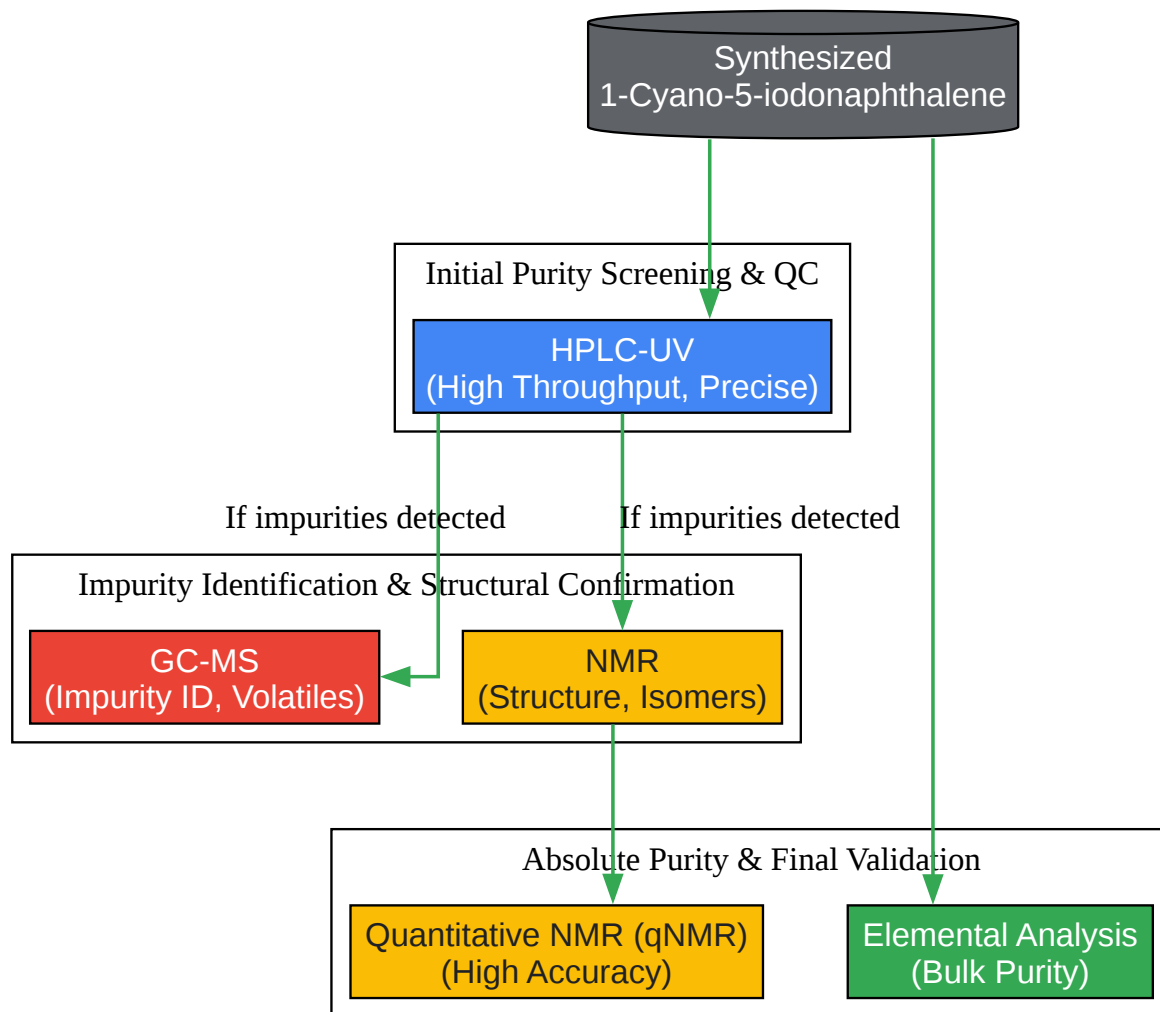 Synthesized
1-Cyano-5-iodonaphthalene
Initial Purity Screening & QC
HPLC-UV
(High Throughput, Precise)
If impurities detected
If impurities detected
Impurity Identification & Structural Confirmation
GC-MS
(Impurity ID, Volatiles)
NMR
(Structure, Isomers)
Absolute Purity & Final Validation
Quantitative NMR (qNMR)
(High Accuracy)
Elemental Analysis
(Bulk Purity)